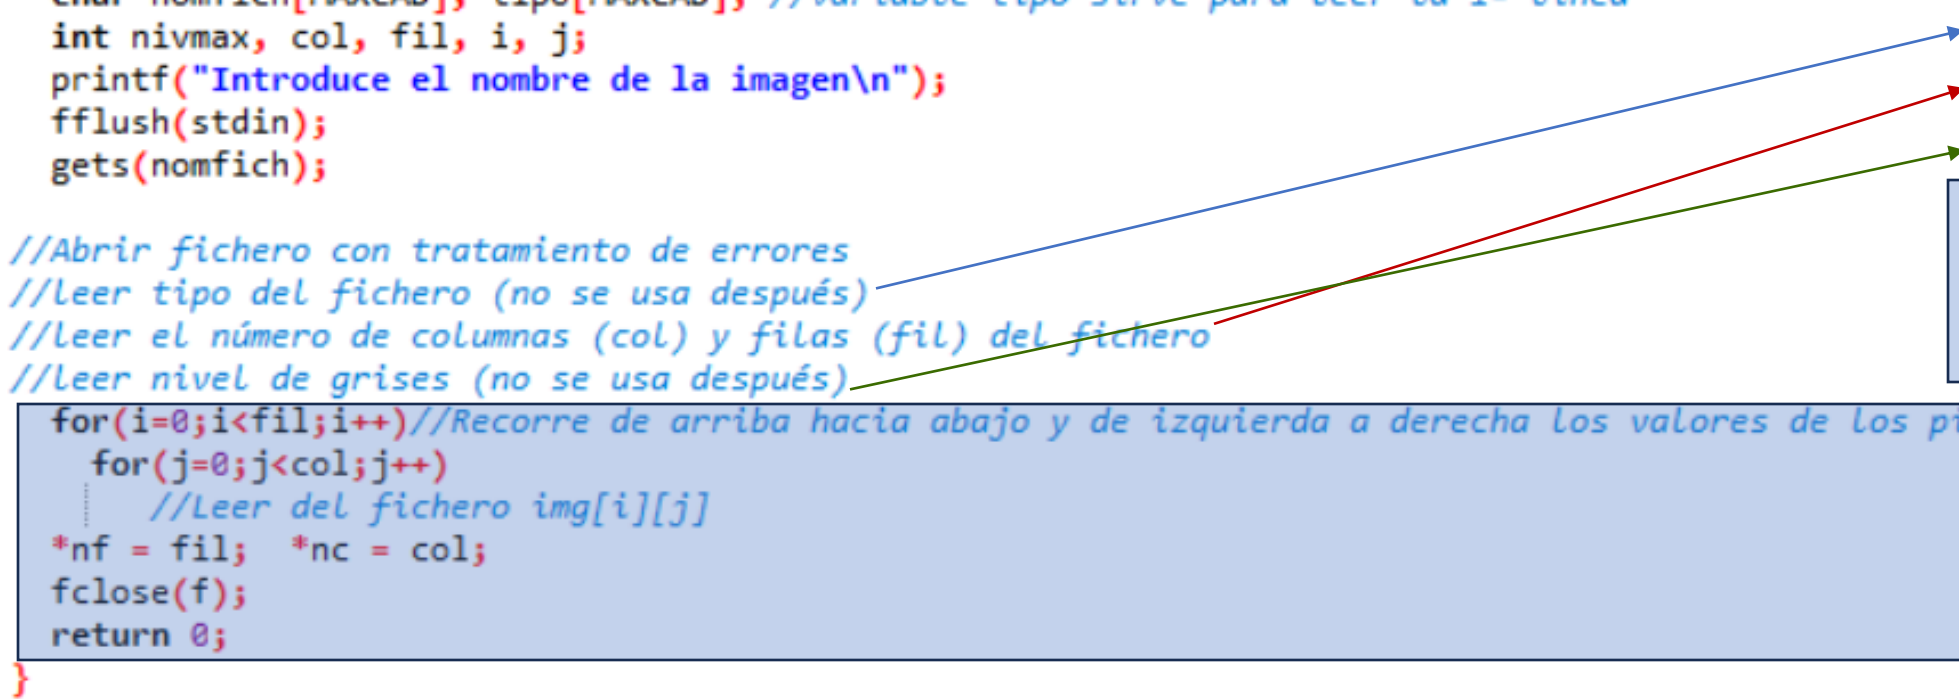 int nivmax, col, fil, i, j;
printf("Introduce el nombre de la imagen\n");
fflush(stdin);
gets(nomfich);
//Abrir fichero con tratamiento de errores
//leer tipo del fichero (no se usa después)
//leer el número de columnas (col) y filas (fil) del fichero
//leer nivel de grises (no se usa después)
for(i=0;i<fil;i++)//Recorre de arriba hacia abajo y de izquierda a derecha los valores de los
for(j=0;j<col;j++)
//Leer del fichero img[i][j]
*nf = fil;  *nc = col;
fclose(f);
return 0;
}